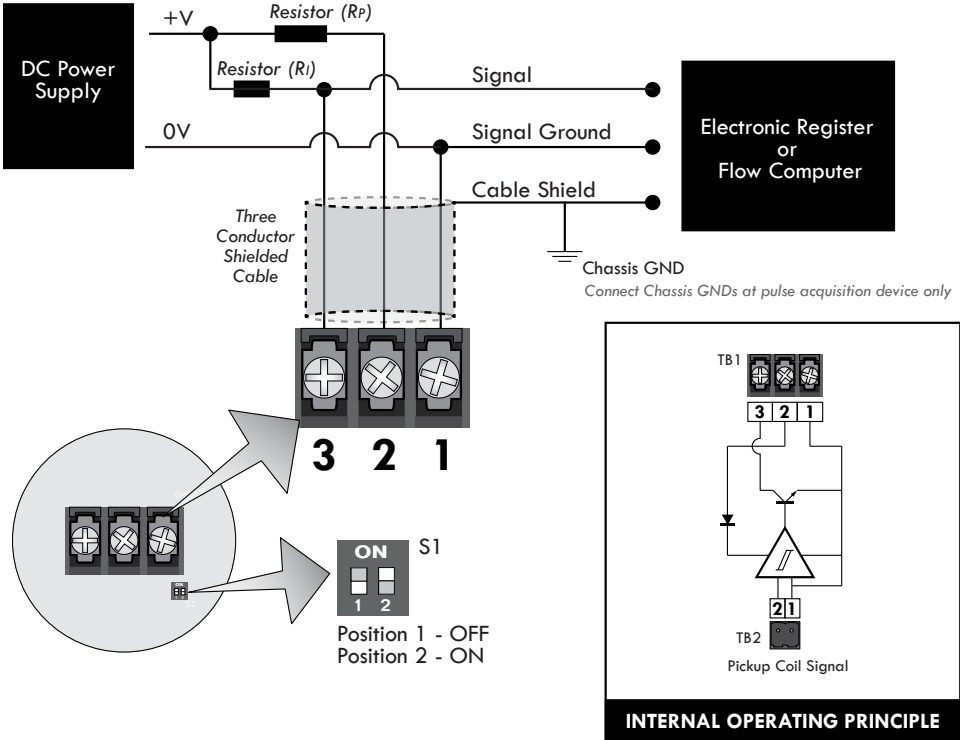 DC Power
Supply
+V
Resistor (RP)
Resistor (RI)
0V
Signal
Signal Ground
Cable Shield
Electronic Register
or
Flow Computer
Three
Conductor
Shielded
Cable
Chassis GND
Connect Chassis GNDs at pulse acquisition device only
3 2 1
ON
S1
ON
1 2
S1
Position 1 - OFF
Position 2 - ON
TB1
3 2 1
2 1
TB2
Pickup Coil Signal
INTERNAL OPERATING PRINCIPLE